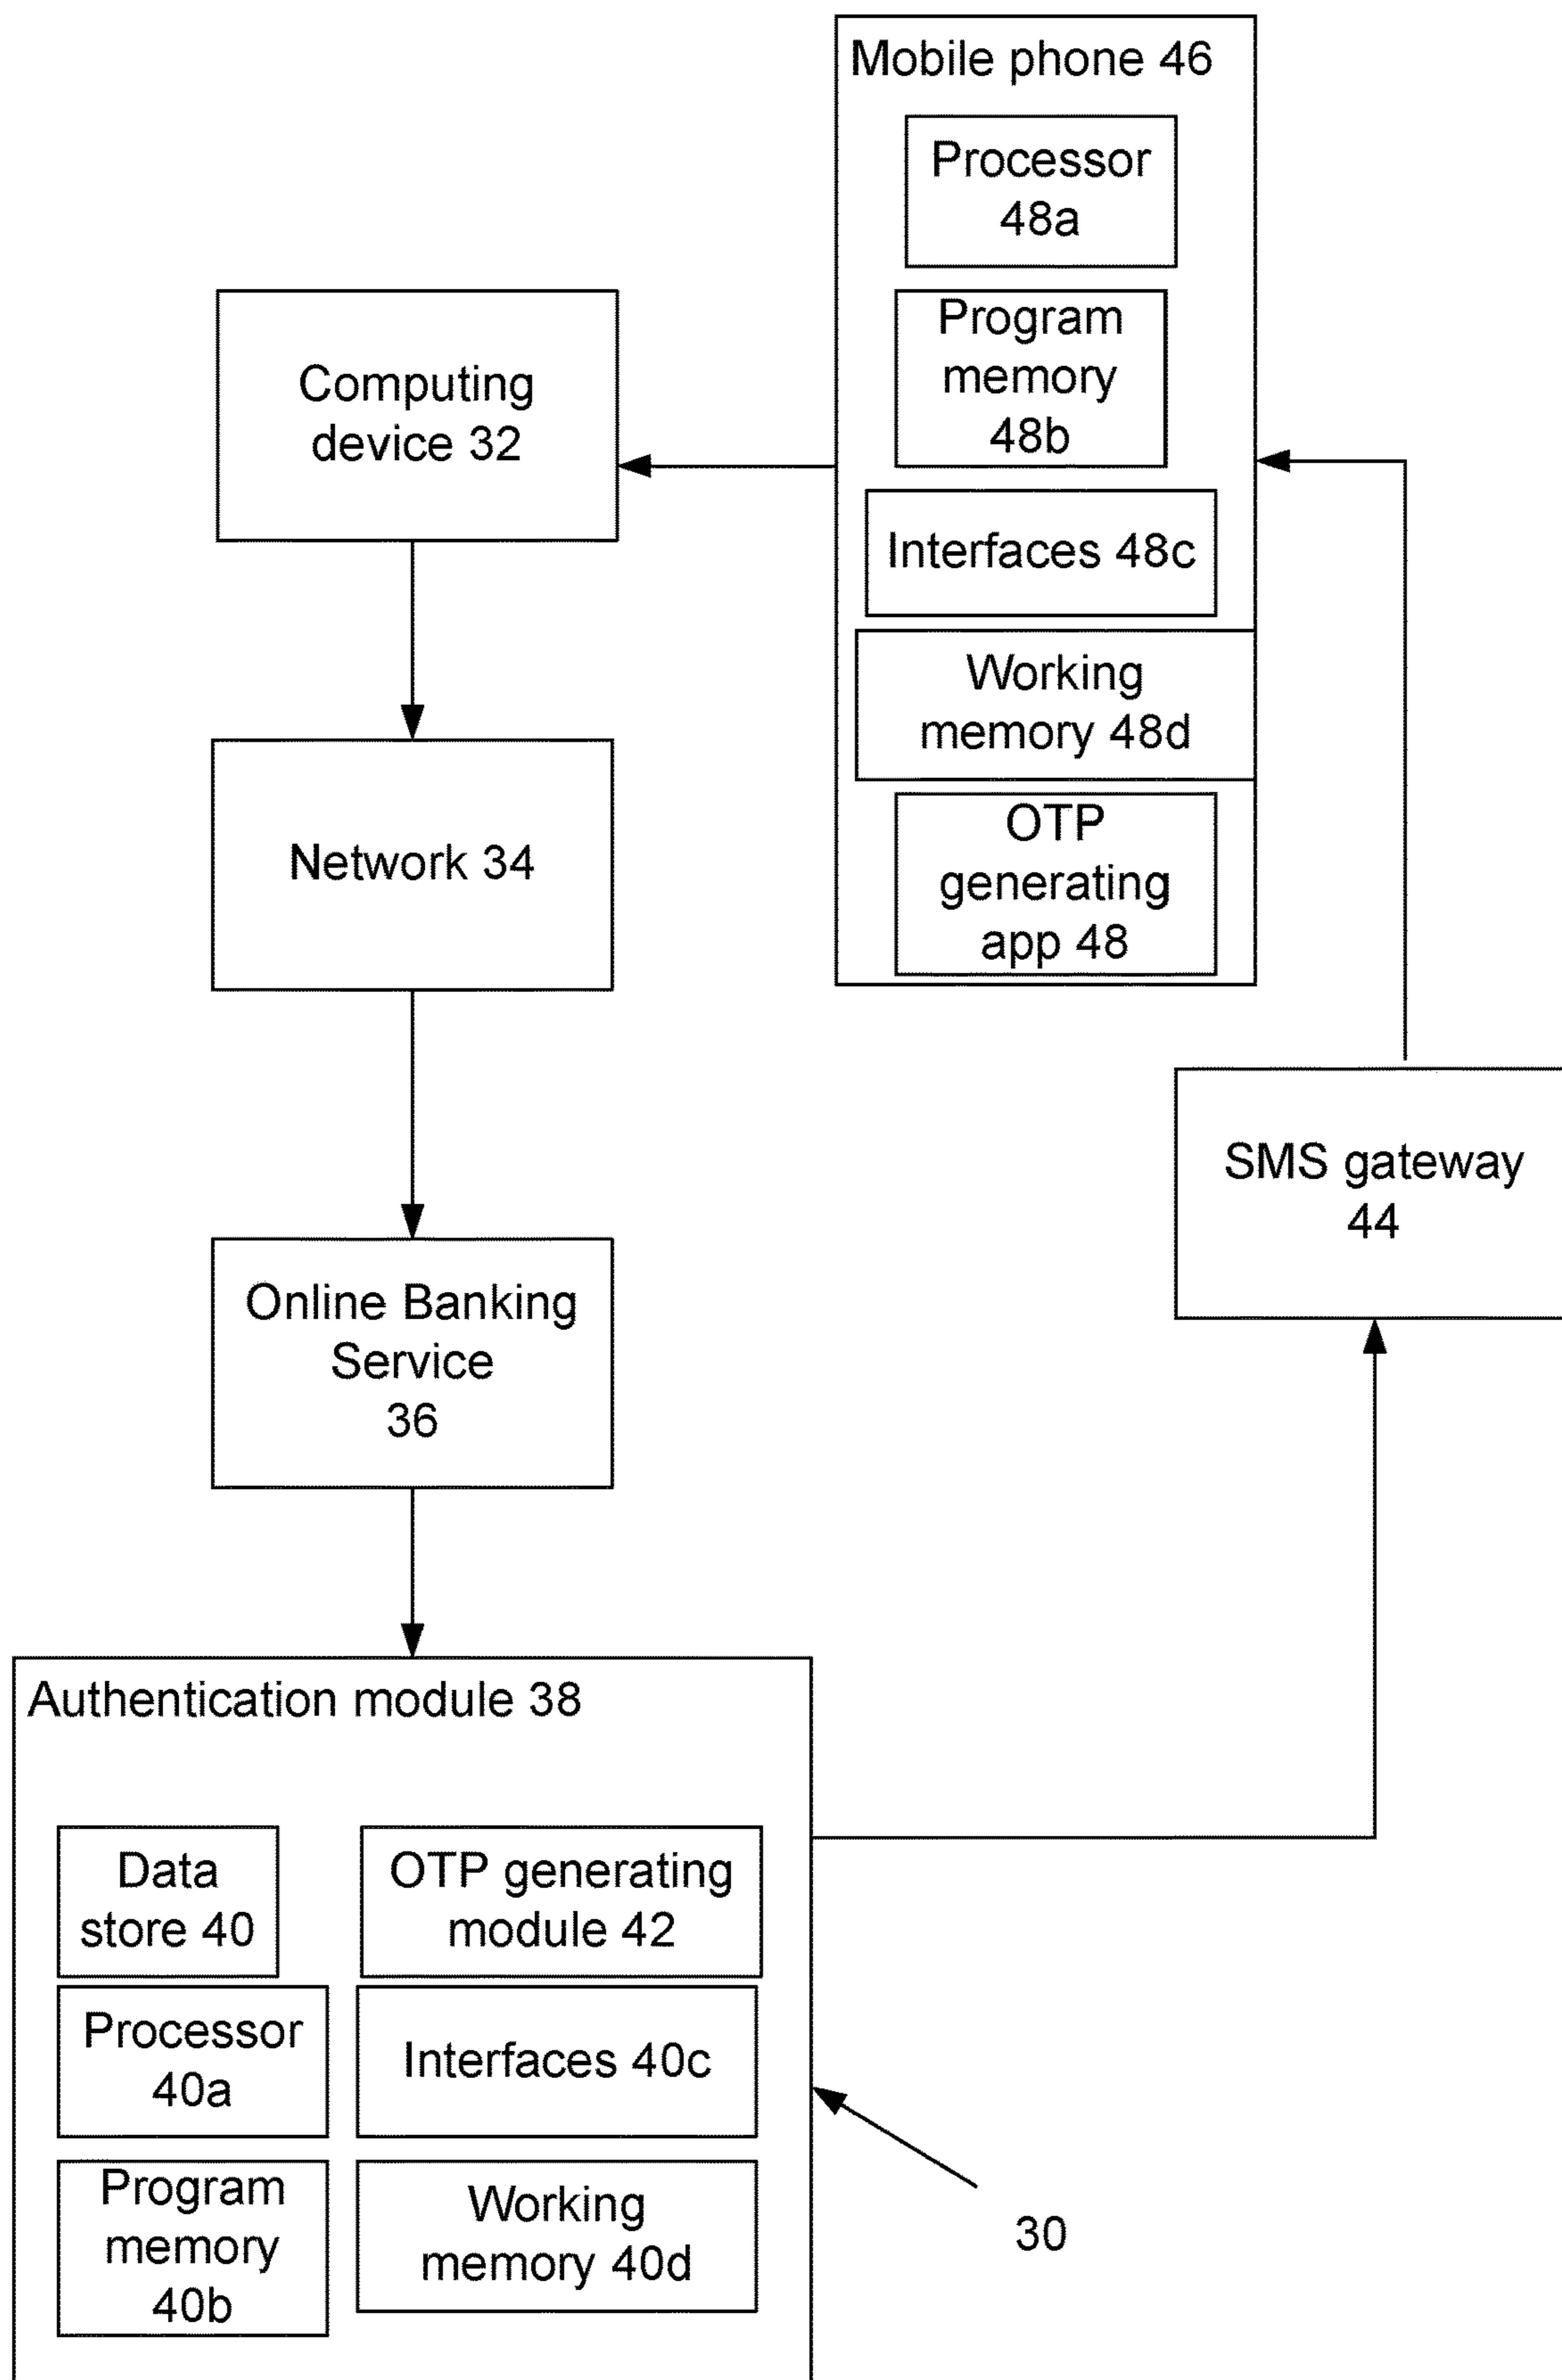 Mobile phone 46
Processor
48a
Program
memory
48b
Interfaces 48c
Working
memory 48d
OTP
generating
app 48
Computing
device 32
Network 34
Online Banking
Service
36
SMS gateway
44
Authentication module 38
Data
store 40
OTP generating
module 42
Processor
40a
Interfaces 40c
Program
memory
40b
Working
memory 40d
30